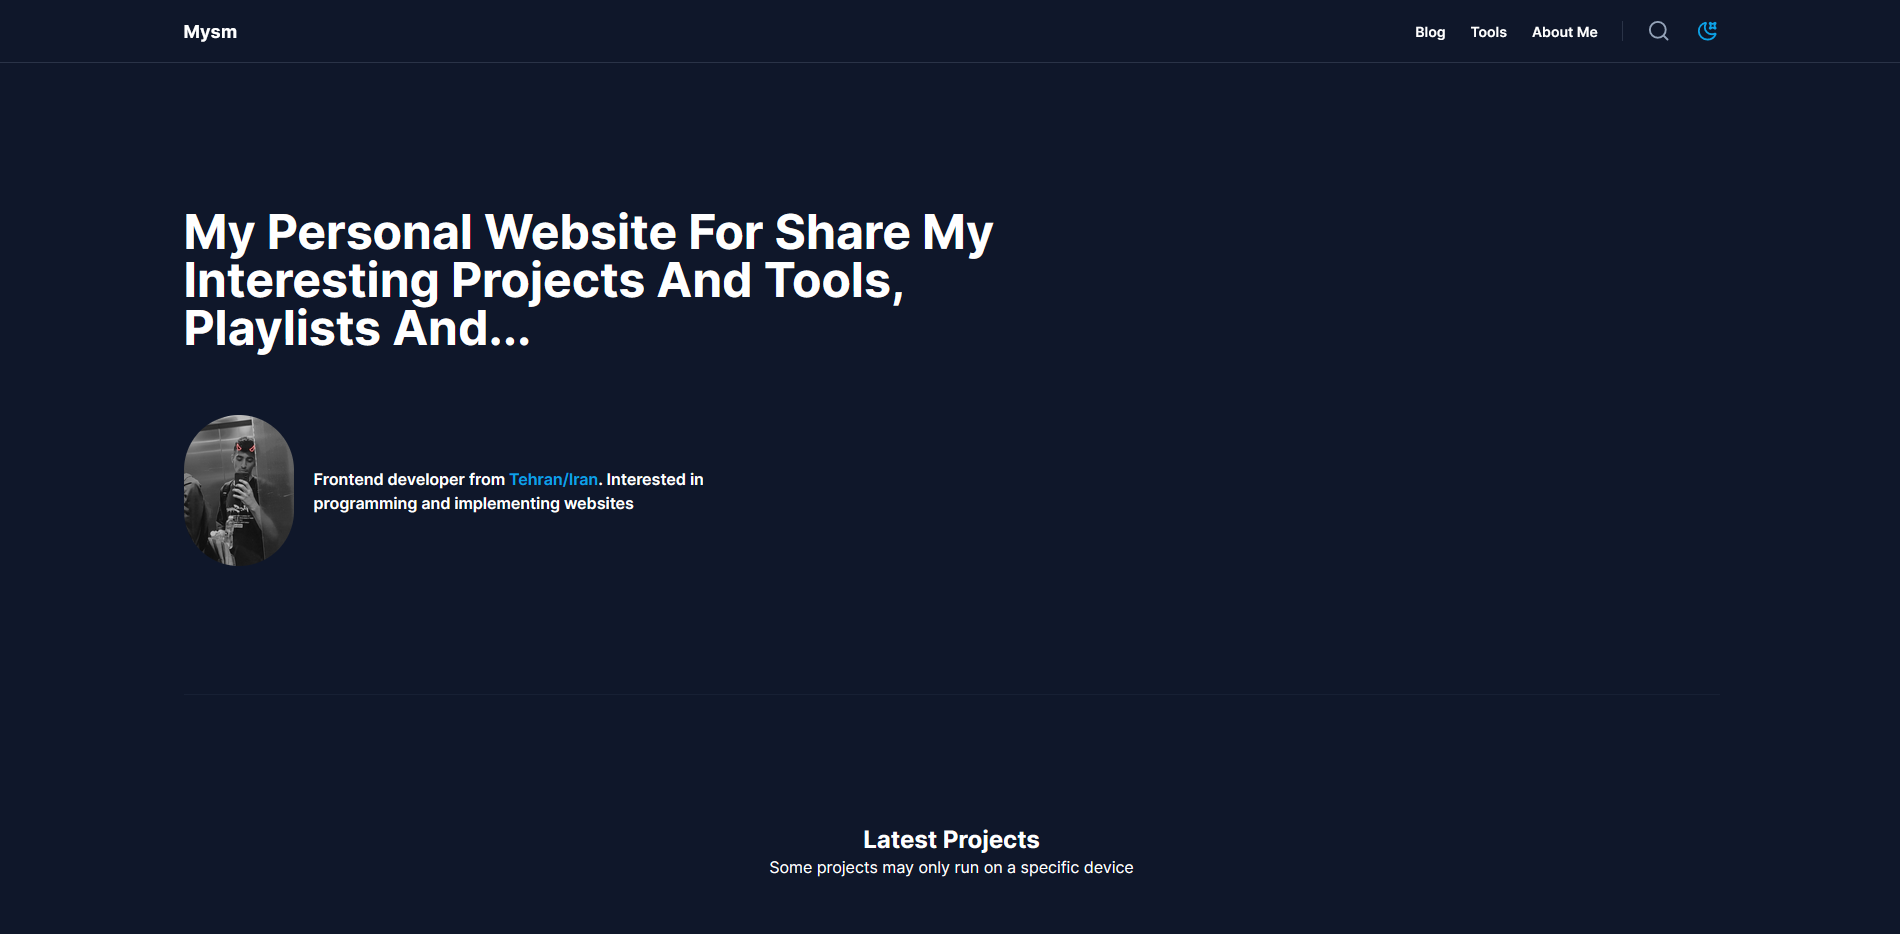 Mysm
Blog
Tools
About Me
My Personal Website For Share My
Interesting Projects And Tools,
Playlists And...
Frontend developer from Tehran/Iran. Interested in
programming and implementing websites
Latest Projects
Some projects may only run on a specific device